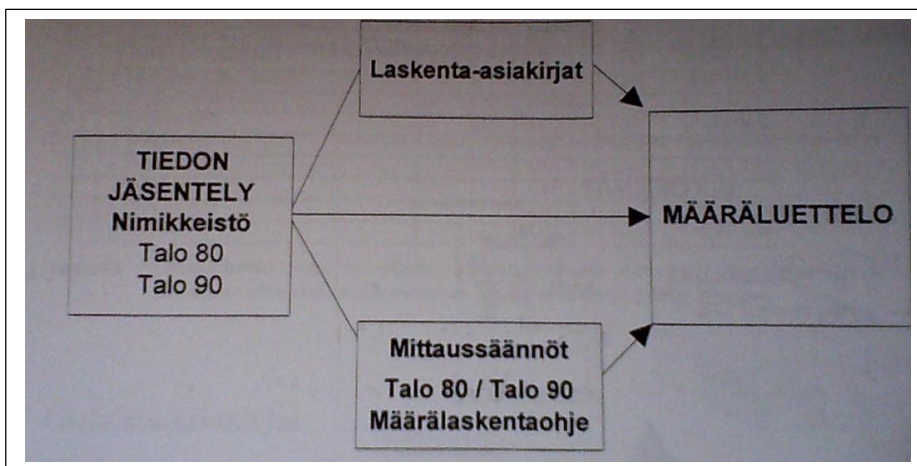 Laskenta-asiakirjat
TIEDON
JÄSENTELY
Nimikkeistö
Talo 80
Talo 90
MÄÄRÄLUETTELO
Mittaussäännöt
Talo 80 / Talo 90
Määrälaskentaohje